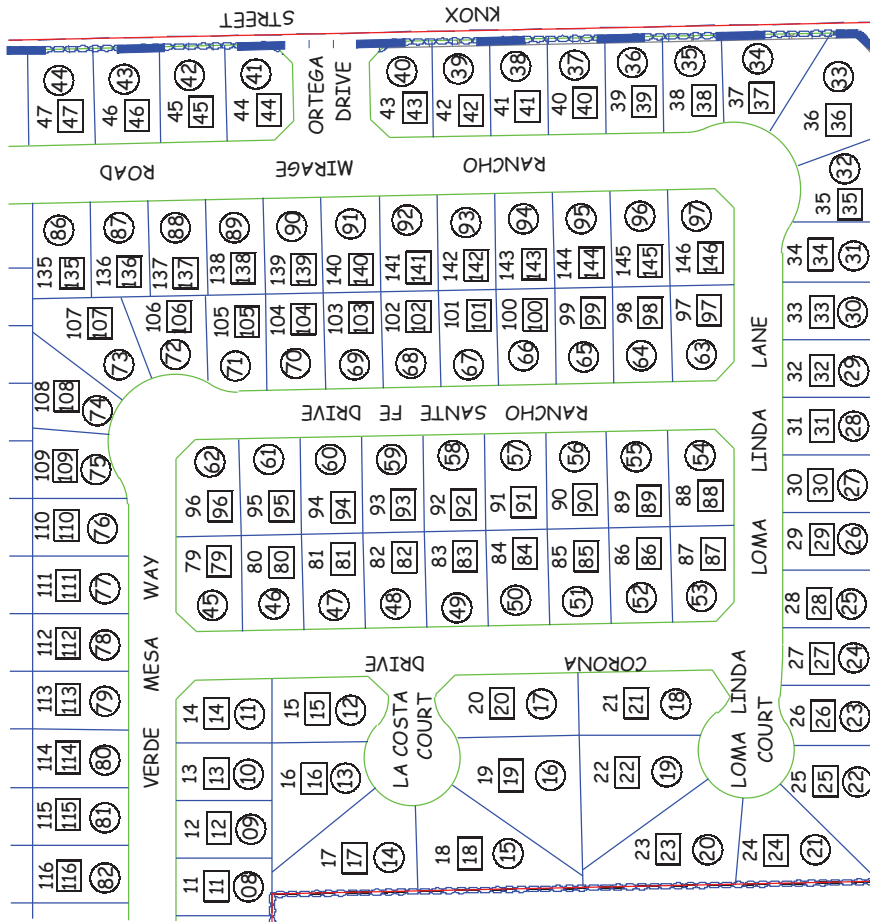 STREET
KNOX
47 47 44
46 46 43
45 45 42
44 44 41
ORTEGA
DRIVE
43 43 40
42 42 39
41 41 38
40 40 37
39 39 36
38 38 35
37 37 34
36 36 33
35 35 32
ROAD
MIRAGE
RANCHO
135 135 86
136 136 87
137 137 88
138 138 89
139 139 90
140 140 91
141 141 92
142 142 93
143 143 94
144 144 95
145 145 96
146 146 97
107 107 73
106 106 72
105 105 71
104 104 70
103 103 69
102 102 68
101 101 67
100 100 66
99 99 65
98 98 64
97 97 63
34 34 31
33 33 30
32 32 29
31 31 28
30 30 27
29 29 26
28 28 25
27 27 24
26 26 23
25 25 22
LOMA LINDA LANE
108 108 74
109 109 75
110 110 76
111 111 77
112 112 78
113 113 79
114 114 80
115 115 81
116 116 82
DRIVE
FE
SANTE
RANCHO
96 96 62
95 95 61
94 94 60
93 93 59
92 92 58
91 91 57
90 90 56
89 89 55
88 88 54
79 79 45
80 80 46
81 81 47
82 82 48
83 83 49
84 84 50
85 85 51
86 86 52
87 87 53
VERDE MESA WAY
DRIVE
CORONA
14 14 11
13 13 10
12 12 09
11 11 08
15 15 12
16 16 13
17 17 14
18 18 15
19 19 16
20 20 17
LA COSTA
COURT
21 21 18
22 22 19
23 23 20
24 24 21
LOMA LINDA
COURT